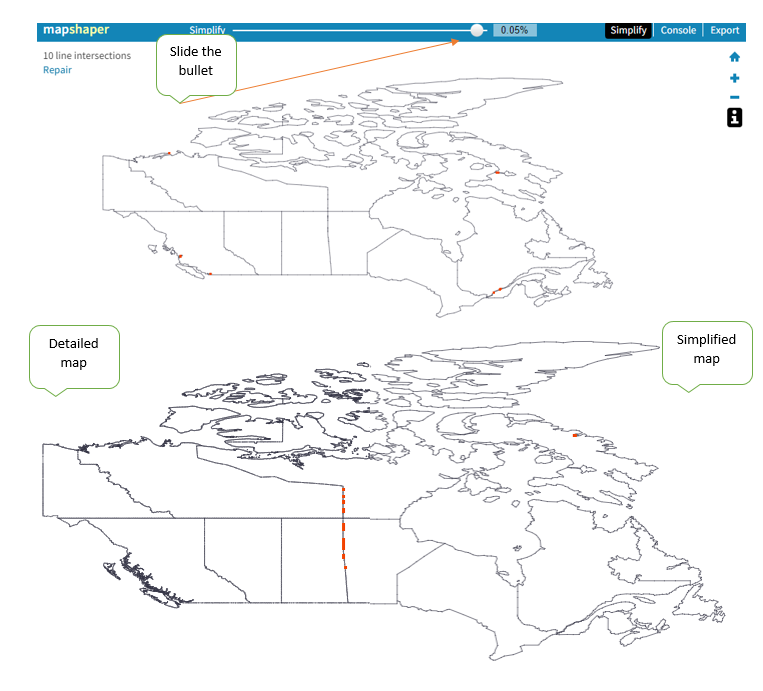 mapshaper Simplify 0.05% Simplify Console Export
10 line intersections
Repair
Slide the
bullet
Detailed
map
Simplified
map